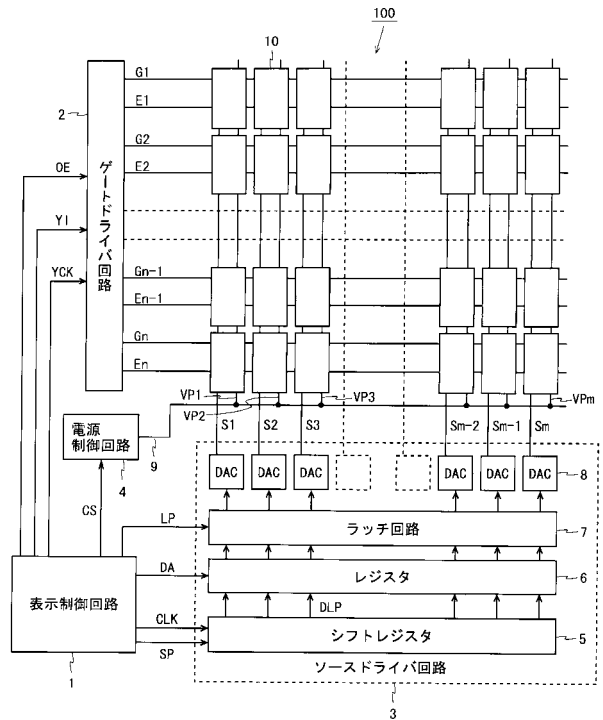 100
10
G1
2
E1
G2
E2
OE
YI
YCK
ゲートドライバ回路
Gn-1
En-1
Gn
En
VP1
VP2
VP3
VPm
電源
制御回路
4
9
S1
S2
S3
Sm-2
Sm-1
Sm
DAC
DAC
DAC
DAC
DAC
DAC
8
CS
LP
ラッチ回路
7
DA
レジスタ
6
表示制御回路
DLP
CLK
シフトレジスタ
5
SP
ソースドライバ回路
1
3